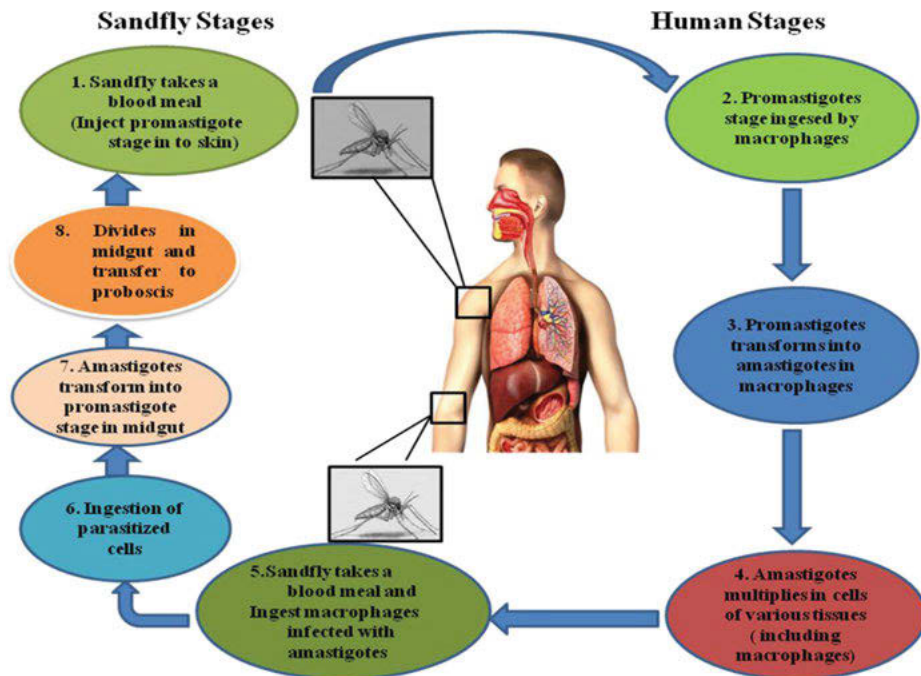 Sandfly Stages
Human Stages
1. Sandfly takes a
blood meal
(Inject promastigote
stage in to skin)
2. Promastigotes
stage ingesed by
macrophages
3. Promastigotes
transforms into
amastigotes in
macrophages
4. Amastigotes
multiplies in cells
of various tissues
( including
macrophages)
5.Sandfly takes a
blood meal and
Ingest macrophages
infected with
amastigotes
6. Ingestion of
parasitized
cells
7. Amastigotes
transform into
promastigote
stage in midgut
8. Divides in
midgut and
transfer to
proboscis